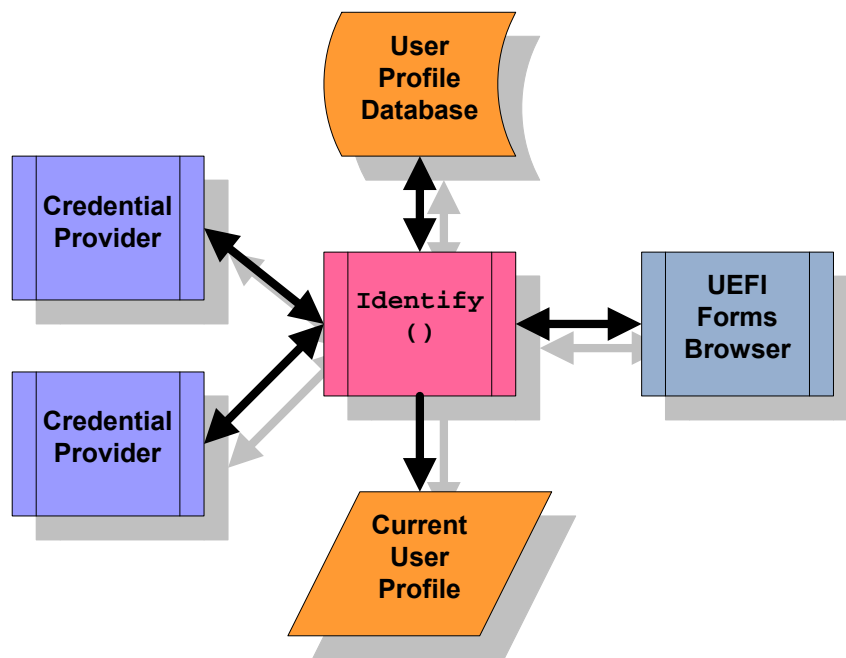 User
Profile
Database
Credential
Provider
Identify
()
UEFI
Forms
Browser
Credential
Provider
Current
User
Profile